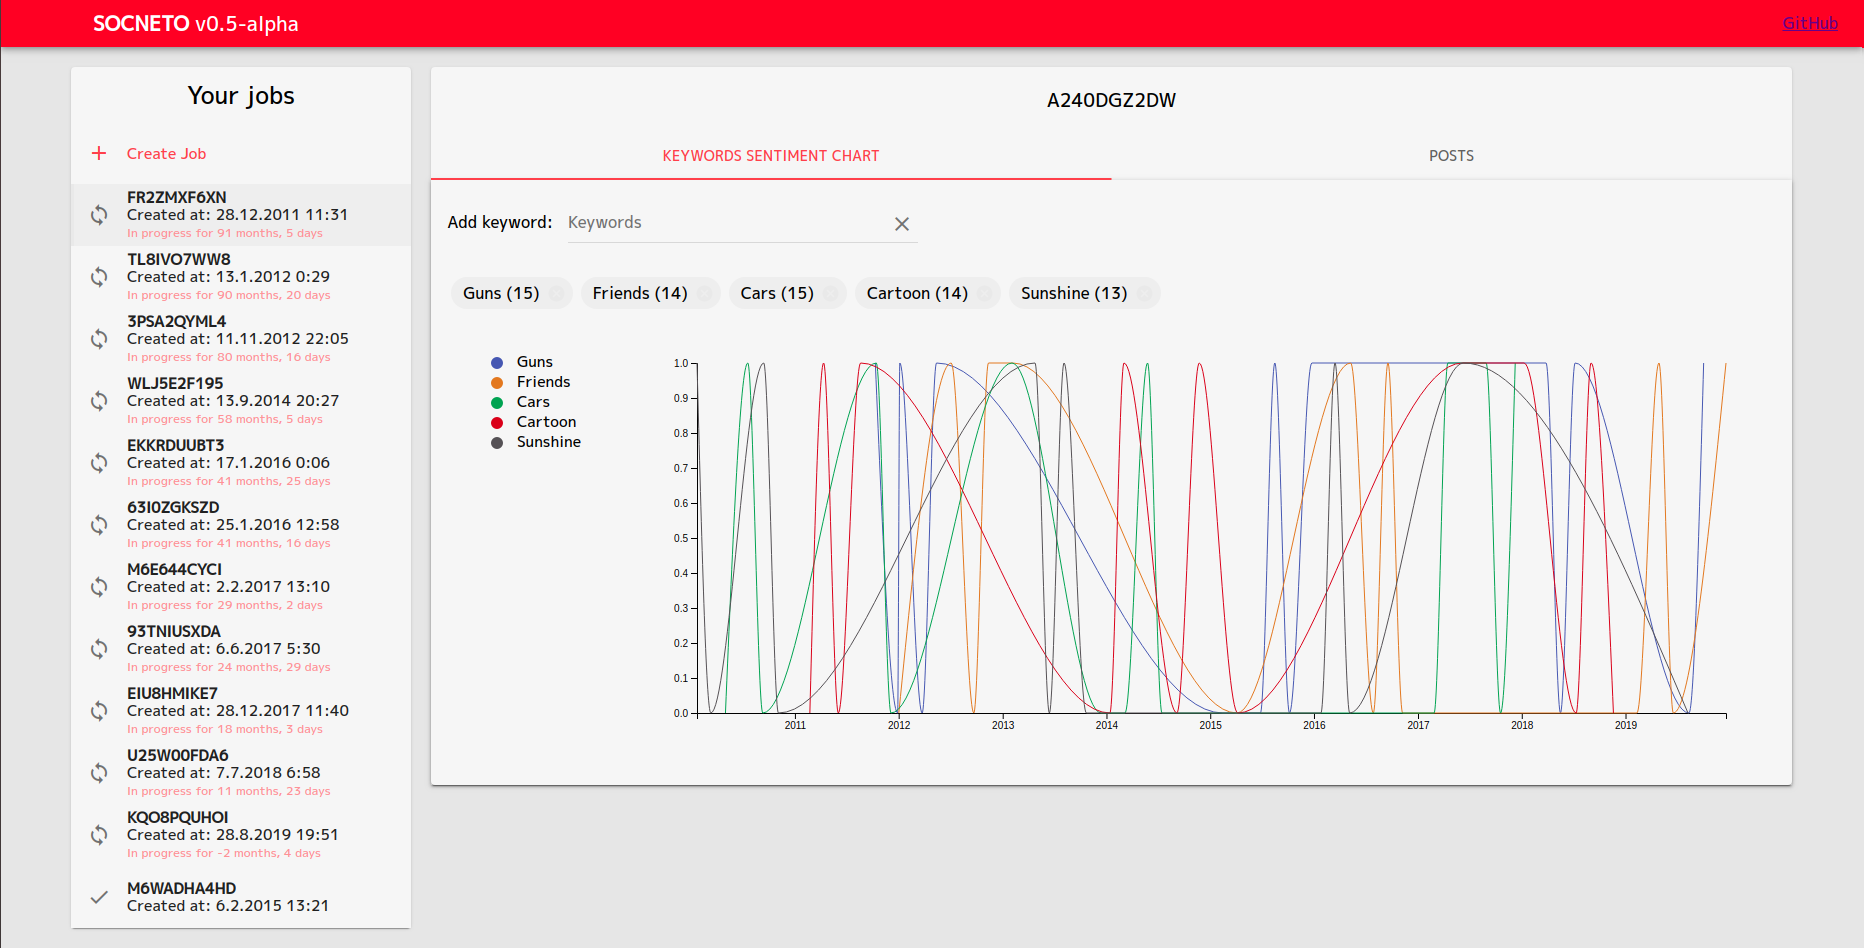 SOCNETO v0.5-alpha
GitHub
Your jobs
Create Job
FR2ZMXF6XN
Created at: 28.12.2011 11:31
In progress for 91 months, 5 days
TL8IVO7WW8
Created at: 13.1.2012 0:29
In progress for 90 months, 20 days
3PSA2QYML4
Created at: 11.11.2012 22:05
In progress for 80 months, 16 days
WLJ5E2F195
Created at: 13.9.2014 20:27
In progress for 58 months, 5 days
EKKRDUUBT3
Created at: 17.1.2016 0:06
In progress for 41 months, 25 days
63I0ZGKSZD
Created at: 25.1.2016 12:58
In progress for 41 months, 16 days
M6E644CYCI
Created at: 2.2.2017 13:10
In progress for 29 months, 2 days
93TNIUSXDA
Created at: 6.6.2017 5:30
In progress for 24 months, 29 days
EIU8HMIKE7
Created at: 28.12.2017 11:40
In progress for 18 months, 3 days
U25W00FDA6
Created at: 7.7.2018 6:58
In progress for 11 months, 23 days
KQO8PQUHOI
Created at: 28.8.2019 19:51
In progress for -2 months, 4 days
M6WADHA4HD
Created at: 6.2.2015 13:21
A240DGZ2DW
KEYWORDS SENTIMENT CHART
POSTS
Add keyword: Keywords
Guns (15) Friends (14) Cars (15) Cartoon (14) Sunshine (13)
Guns
Friends
Cars
Cartoon
Sunshine
1.0
0.9
0.8
0.7
0.6
0.5
0.4
0.3
0.2
0.1
0.0
2011 2012 2013 2014 2015 2016 2017 2018 2019